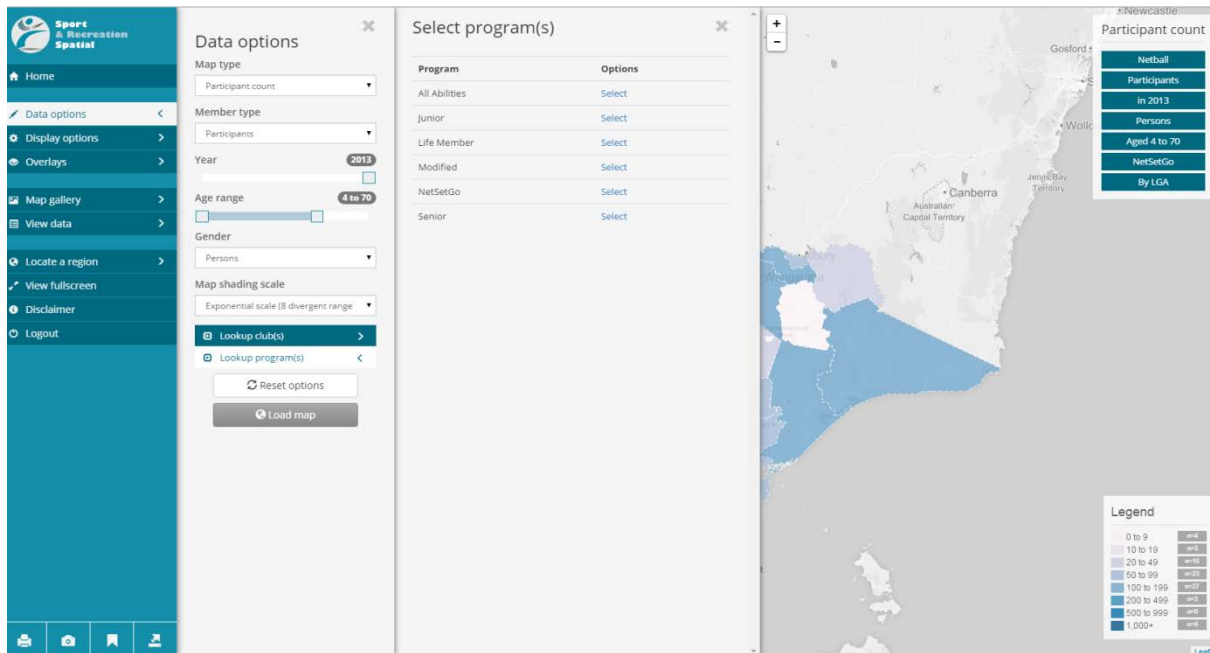 Sport
& Recreation
Spatial
Home
Data options
Display options
Overlays
Map gallery
View data
Locate a region
View fullscreen
Disclaimer
Logout
Data options
Map type
Participant count
Member type
Participants
Year 2013
Age range 4 to 70
Gender
Persons
Map shading scale
Exponential scale (8 divergent range
Lookup club(s)
Lookup program(s)
Reset options
Load map
Select program(s)
Program Options
All Abilities Select
Junior Select
Life Member Select
Modified Select
NetSetGo Select
Senior Select
+
-
Newcastle
Gosford
Wollo
Jervis Bay
Territory
Canberra
Australian
Capital Territory
Participant count
Netball
Participants
in 2013
Persons
Aged 4 to 70
NetSetGo
By LGA
Legend
0 to 9 n=4
10 to 19 n=3
20 to 49
50 to 99
100 to 199 n=27
200 to 499
500 to 999
1,000+